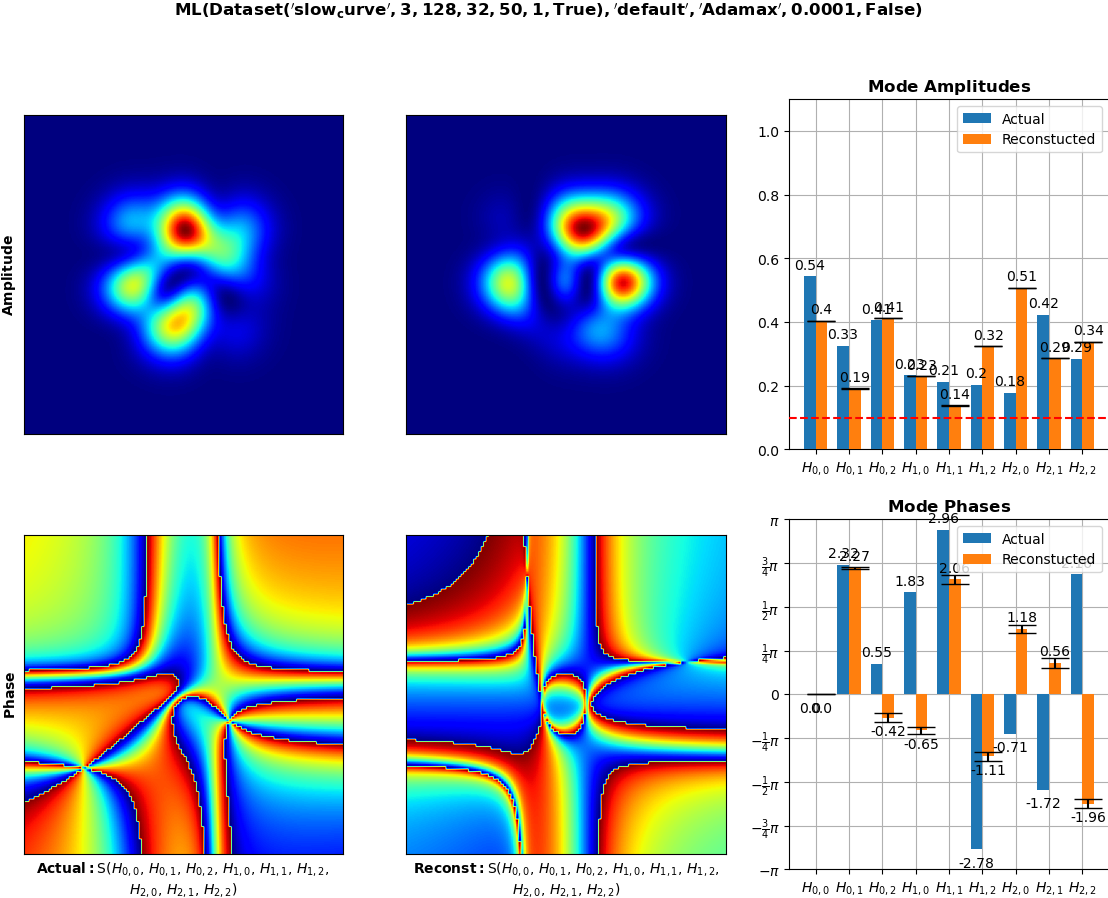 ML(Dataset('slow_curve', 3, 128, 32, 50, 1, True), 'default', 'Adamax', 0.0001, False)
Amplitude
Mode Amplitudes
Actual
Reconstucted
1.0
0.8
0.6
0.4
0.2
0.0
0.54 0.4
0.33 0.19
0.41 0.41
0.23 0.23
0.21 0.14
0.2 0.32
0.18 0.51
0.42 0.29
0.29 0.34
H0,0 H0,1 H0,2 H1,0 H1,1 H1,2 H2,0 H2,1 H2,2
Phase
Actual: S(H0,0, H0,1, H0,2, H1,0, H1,1, H1,2,
H2,0, H2,1, H2,2)
Reconst: S(H0,0, H0,1, H0,2, H1,0, H1,1, H1,2,
H2,0, H2,1, H2,2)
Mode Phases
Actual
Reconstucted
π
3/4π
1/2π
1/4π
0
−1/4π
−1/2π
−3/4π
−π
0.0 0.0
2.32 2.27
0.55 -0.42
1.83 -0.65
2.96
-2.78 -1.11
-0.71 1.18
-1.72 0.56
-1.96
H0,0 H0,1 H0,2 H1,0 H1,1 H1,2 H2,0 H2,1 H2,2